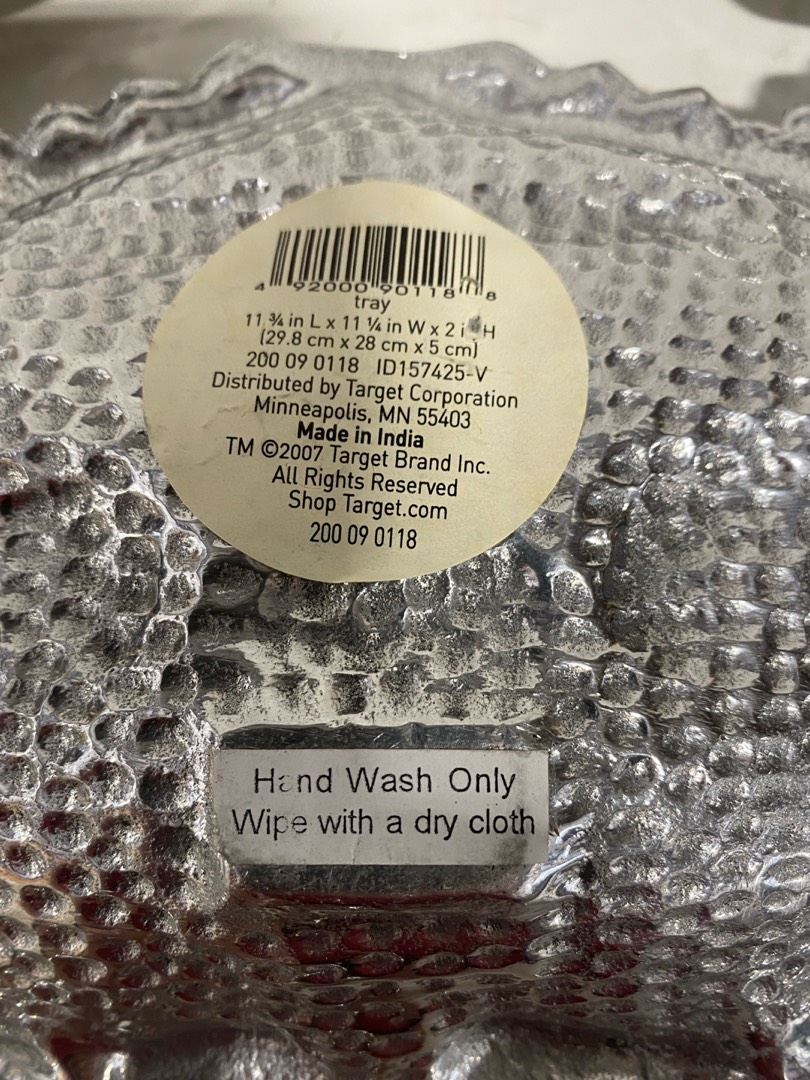 4 92000 90118 8
tray
11 ¾ in L x 11 ¼ in W x 2 i H
(29.8 cm x 28 cm x 5 cm)
200 09 0118 ID157425-V
Distributed by Target Corporation
Minneapolis, MN 55403
Made in India
TM ©2007 Target Brand Inc.
All Rights Reserved
Shop Target.com
200 09 0118
Hand Wash Only
Wipe with a dry cloth